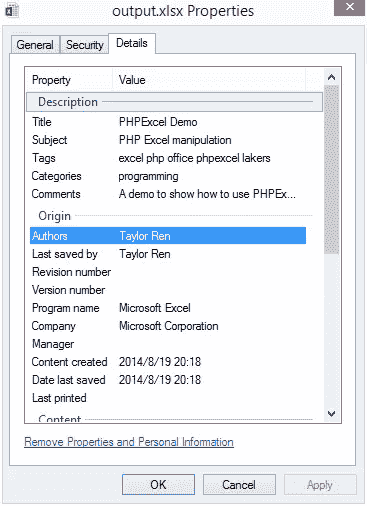 output.xlsx Properties
General Security Details
Property Value
Description
Title PHPExcel Demo
Subject PHP Excel manipulation
Tags excel php office phpexcel lakers
Categories programming
Comments A demo to show how to use PHPEx...
Origin
Authors Taylor Ren
Last saved by Taylor Ren
Revision number
Version number
Program name Microsoft Excel
Company Microsoft Corporation
Manager
Content created 2014/8/19 20:18
Date last saved 2014/8/19 20:18
Last printed
Content
Remove Properties and Personal Information
OK Cancel Apply